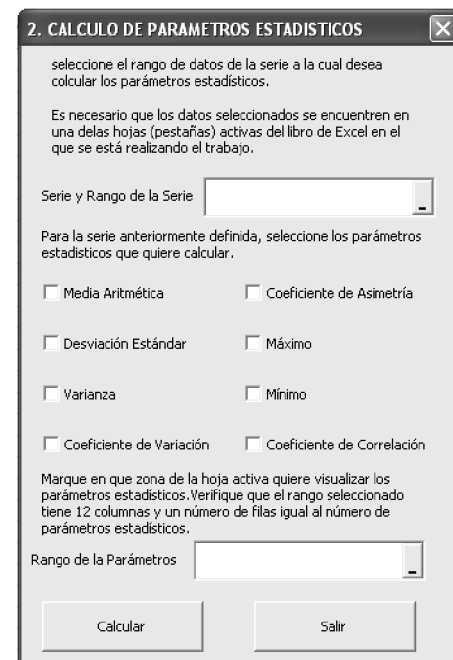 2. CALCULO DE PARAMETROS ESTADISTICOS
seleccione el rango de datos de la serie a la cual desea
colcular los parámetros estadísticos.
Es necesario que los datos seleccionados se encuentren en
una delas hojas (pestañas) activas del libro de Excel en el
que se está realizando el trabajo.
Serie y Rango de la Serie
Para la serie anteriormente definida, seleccione los parámetros
estadisticos que quiere calcular.
Media Aritmética
Coeficiente de Asimetría
Desviación Estándar
Máximo
Varianza
Mínimo
Coeficiente de Variación
Coeficiente de Correlación
Marque en que zona de la hoja activa quiere visualizar los
parámetros estadísticos.Verifique que el rango seleccionado
tiene 12 columnas y un número de filas igual al número de
parámetros estadísticos.
Rango de la Parámetros
Calcular
Salir